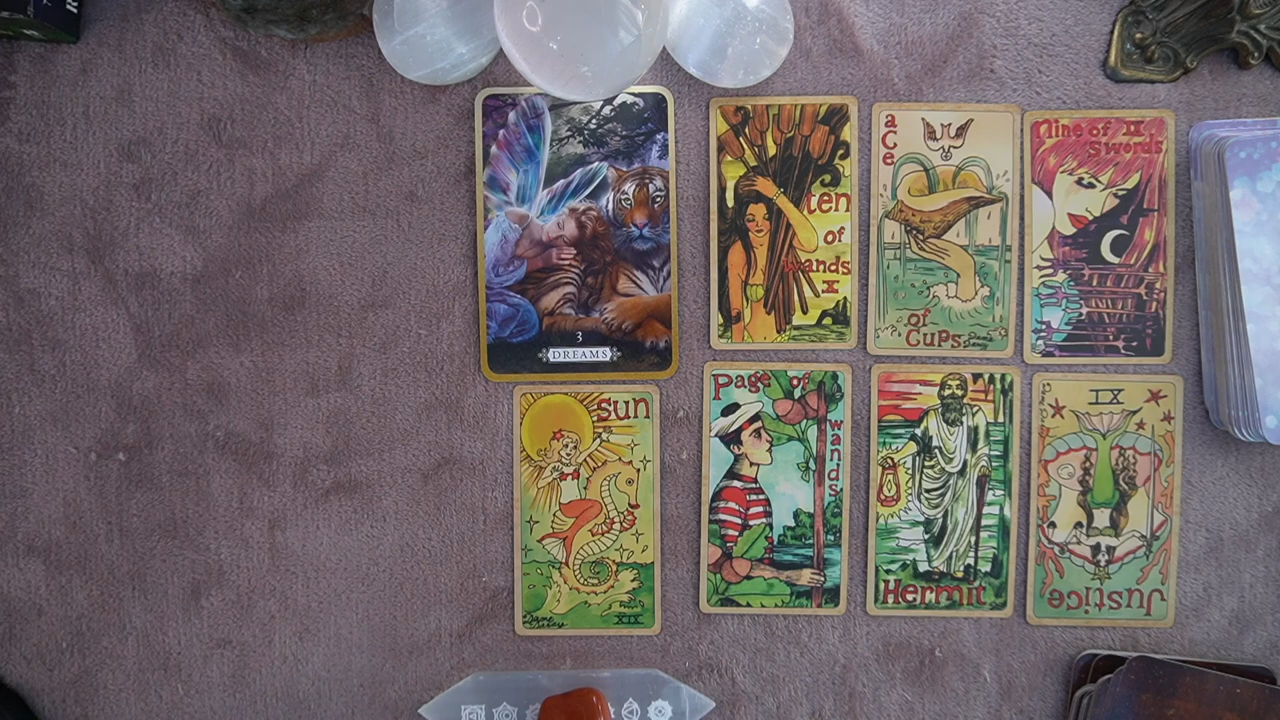 3
DREAMS
ten
of
wands
X
ace
of
Cups
Nine of IX
Swords
sun
XIX
Page of
wands
Hermit
IX
Justice